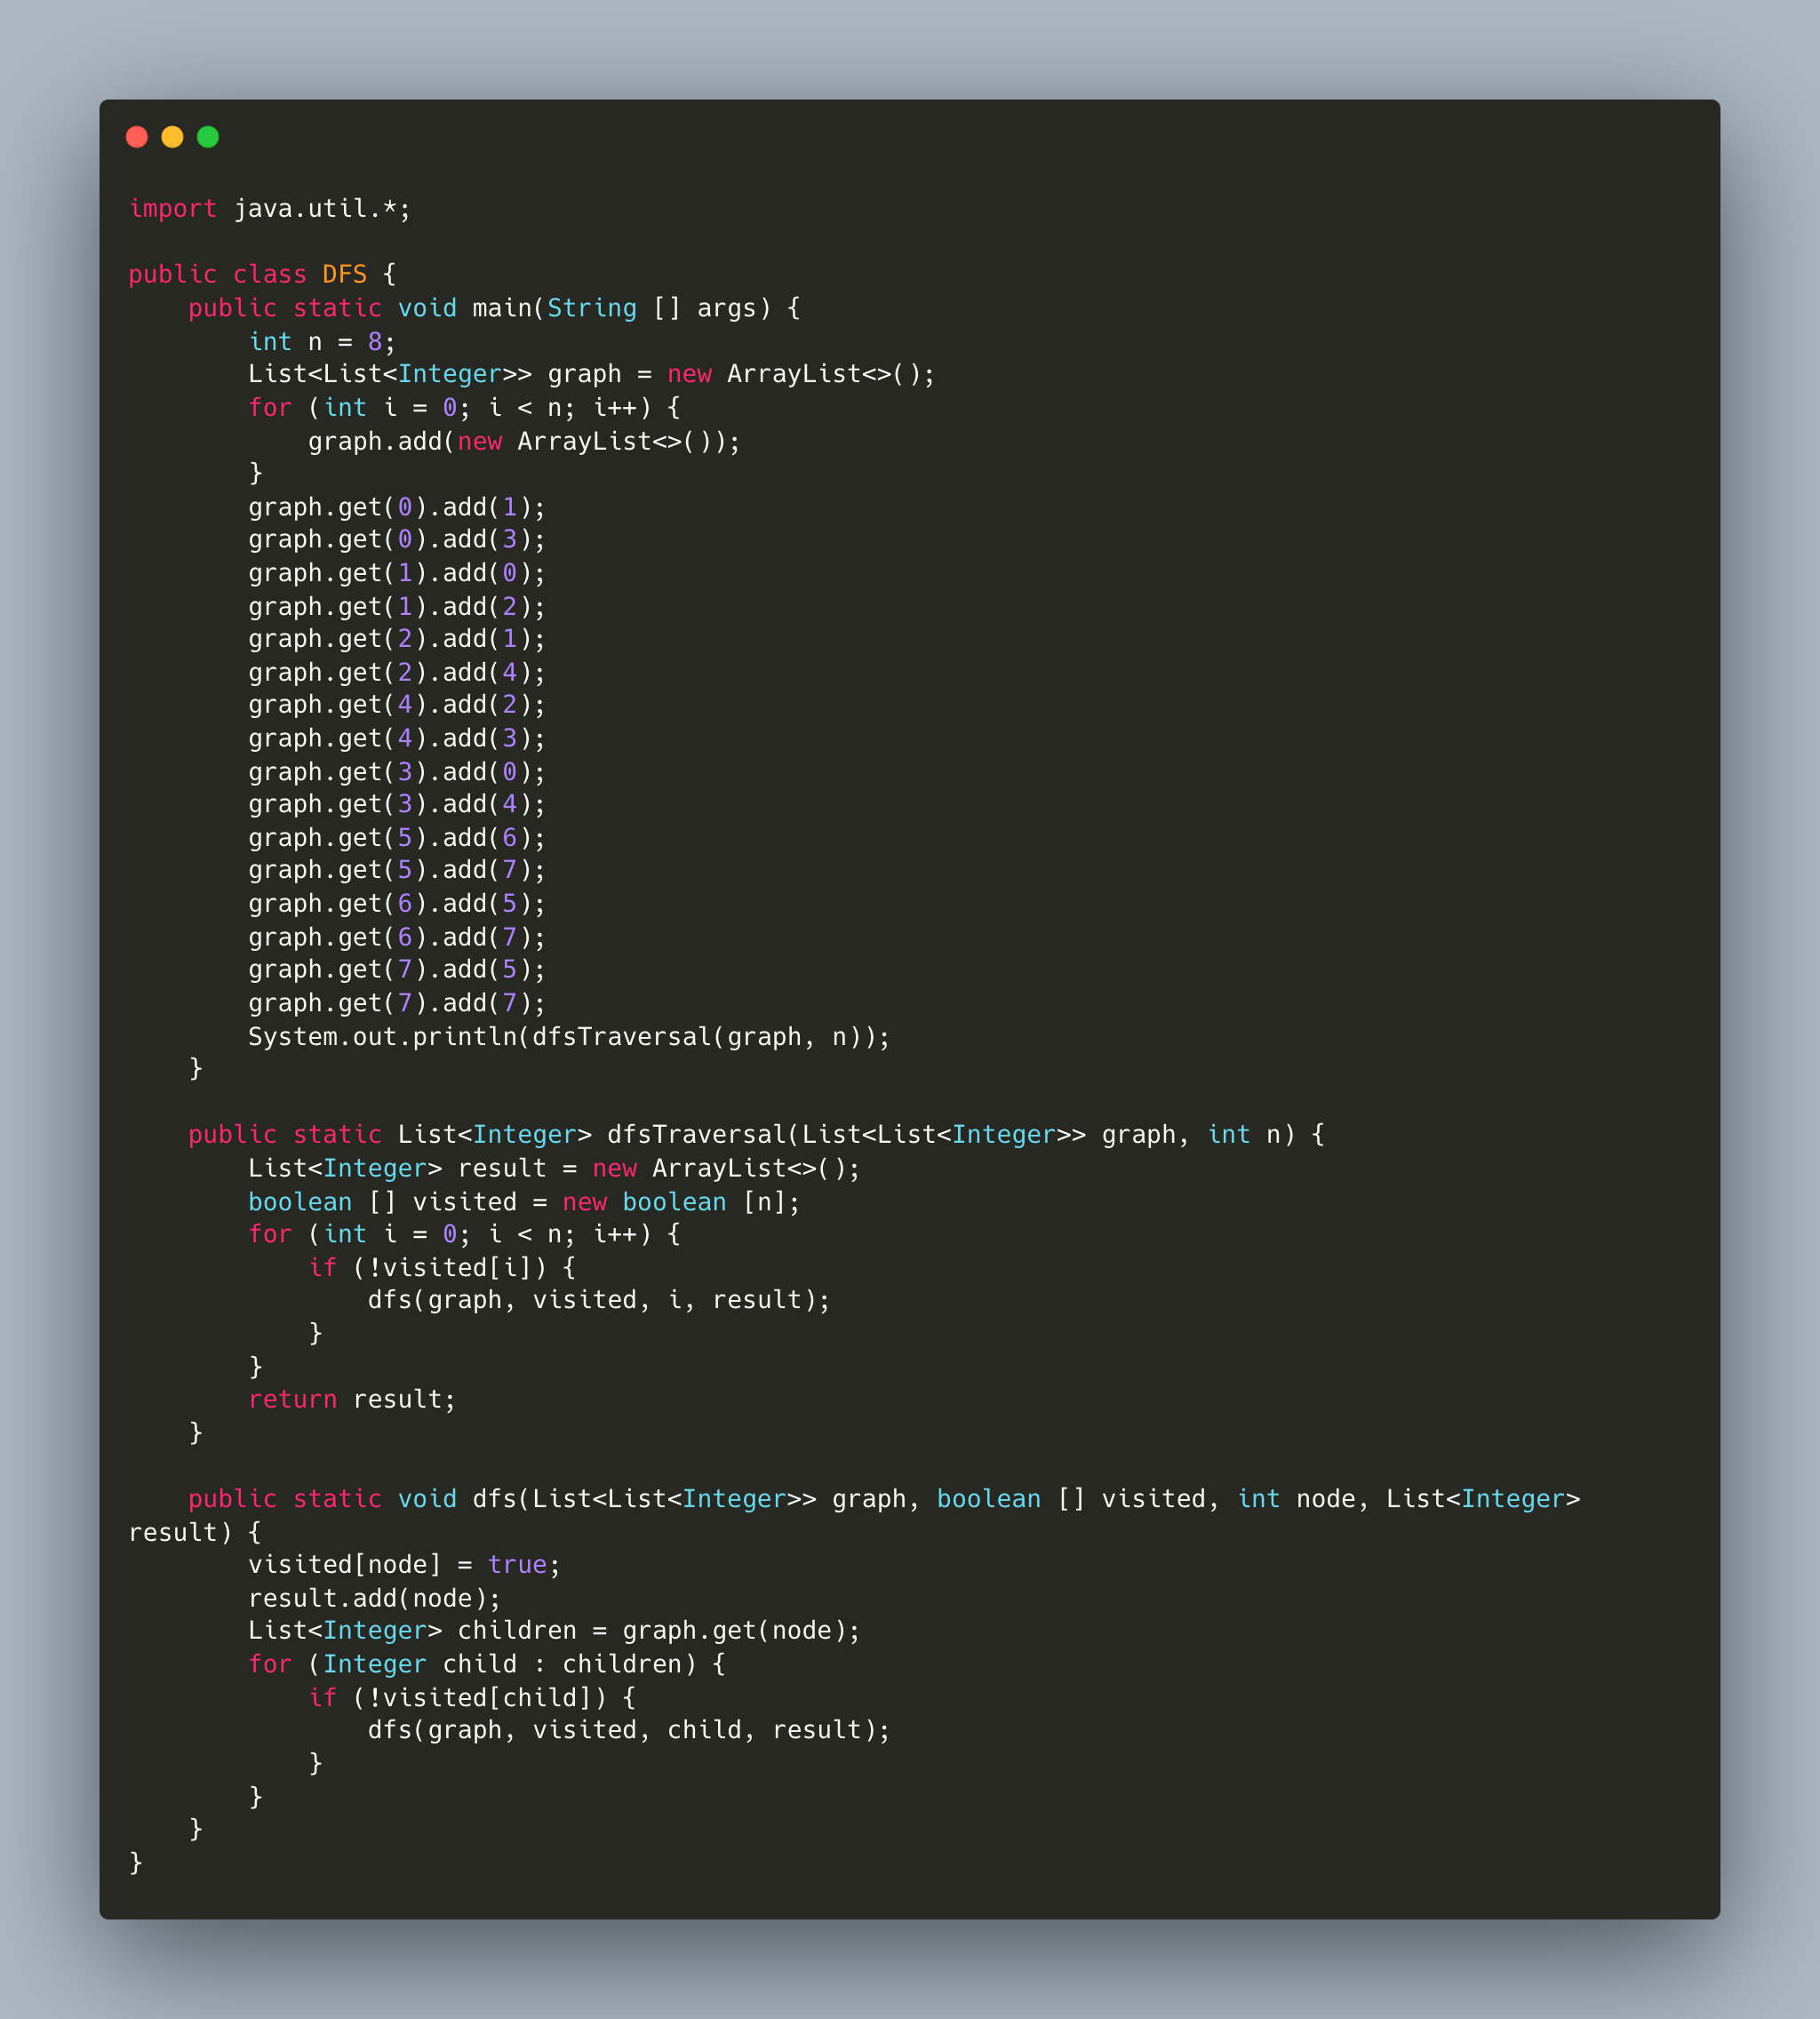 import java.util.*;

public class DFS {
    public static void main(String [] args) {
        int n = 8;
        List<List<Integer>> graph = new ArrayList<>();
        for (int i = 0; i < n; i++) {
            graph.add(new ArrayList<>());
        }
        graph.get(0).add(1);
        graph.get(0).add(3);
        graph.get(1).add(0);
        graph.get(1).add(2);
        graph.get(2).add(1);
        graph.get(2).add(4);
        graph.get(4).add(2);
        graph.get(4).add(3);
        graph.get(3).add(0);
        graph.get(3).add(4);
        graph.get(5).add(6);
        graph.get(5).add(7);
        graph.get(6).add(5);
        graph.get(6).add(7);
        graph.get(7).add(5);
        graph.get(7).add(7);
        System.out.println(dfsTraversal(graph, n));
    }

    public static List<Integer> dfsTraversal(List<List<Integer>> graph, int n) {
        List<Integer> result = new ArrayList<>();
        boolean [] visited = new boolean [n];
        for (int i = 0; i < n; i++) {
            if (!visited[i]) {
                dfs(graph, visited, i, result);
            }
        }
        return result;
    }

    public static void dfs(List<List<Integer>> graph, boolean [] visited, int node, List<Integer>
result) {
        visited[node] = true;
        result.add(node);
        List<Integer> children = graph.get(node);
        for (Integer child : children) {
            if (!visited[child]) {
                dfs(graph, visited, child, result);
            }
        }
    }
}